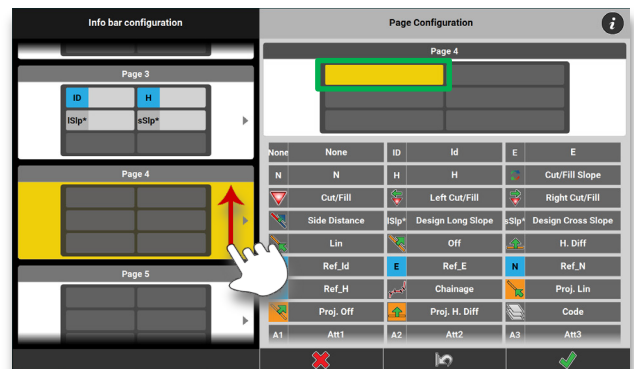 Info bar configuration
Page Configuration
i
Page 3
ID H
lSlp* sSlp*
Page 4
Page 5
Page 4
None None ID Id E E
N N H H Cut/Fill Slope
Cut/Fill Left Cut/Fill Right Cut/Fill
Side Distance lSlp* Design Long Slope sSlp* Design Cross Slope
Lin Off H. Diff
Ref_Id E Ref_E N Ref_N
Ref_H Chainage Proj. Lin
Proj. Off Proj. H. Diff Code
A1 Att1 A2 Att2 A3 Att3